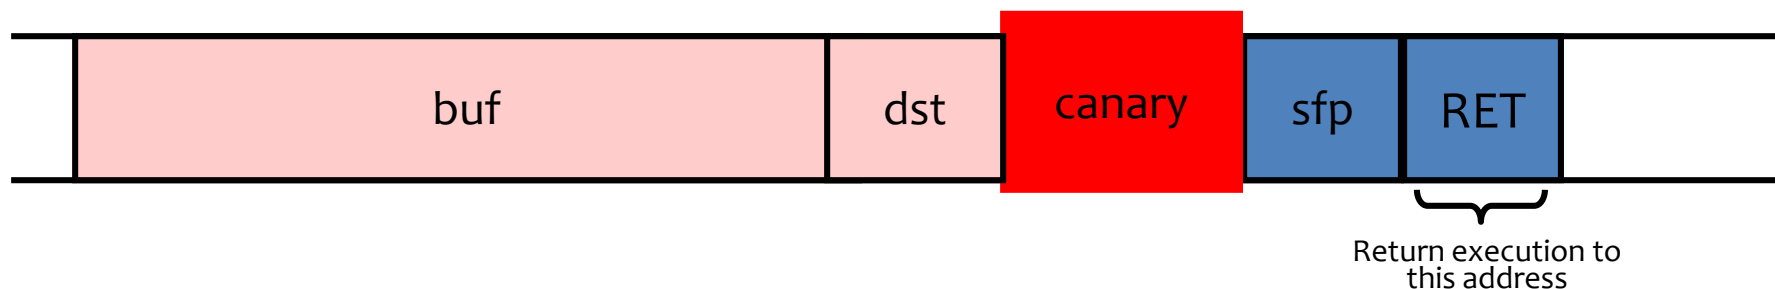 buf dst canary sfp RET
Return execution to
this address